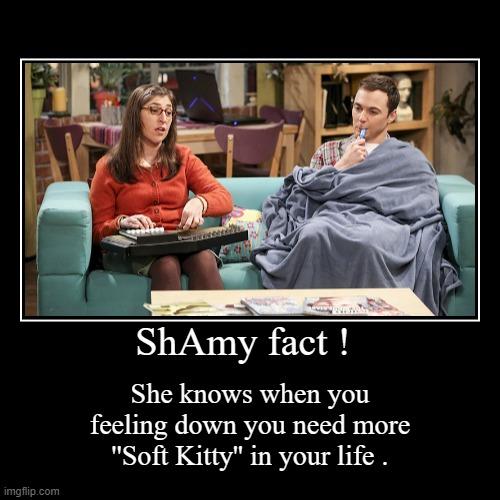 ShAmy fact !
She knows when you
feeling down you need more
"Soft Kitty" in your life .
imgflip.com